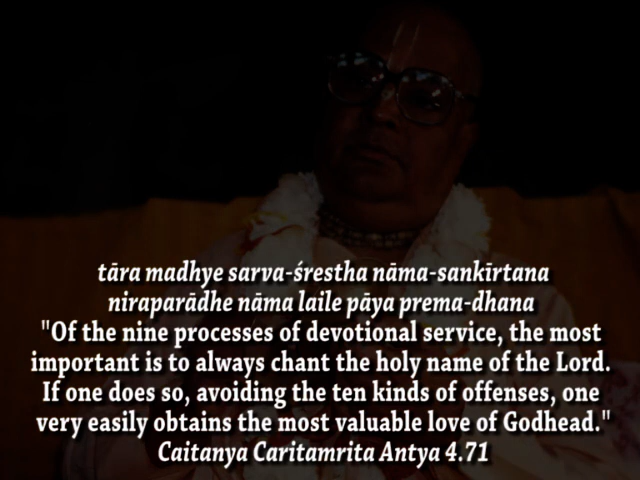 tāra madhye sarva-śrestha nāma-sankīrtana
niraparādhe nāma laile pāya prema-dhana
"Of the nine processes of devotional service, the most
important is to always chant the holy name of the Lord.
If one does so, avoiding the ten kinds of offenses, one
very easily obtains the most valuable love of Godhead."
Caitanya Caritamrita Antya 4.71